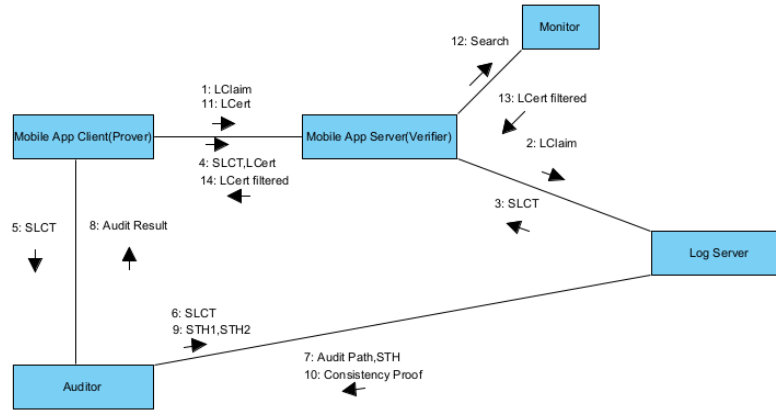 Monitor
12: Search
1: LClaim
11: LCert
13: LCert filtered
Mobile App Client(Prover)
Mobile App Server(Verifier)
2: LClaim
4: SLCT,LCert
14: LCert filtered
3: SLCT
5: SLCT
8: Audit Result
Log Server
6: SLCT
9: STH1,STH2
7: Audit Path,STH
10: Consistency Proof
Auditor